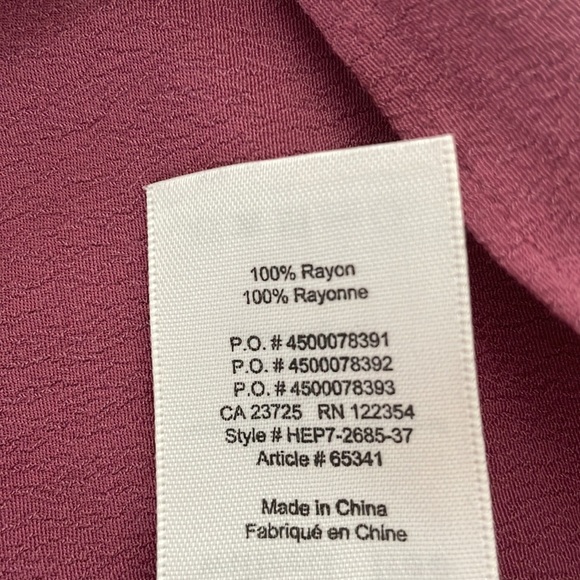 100% Rayon
100% Rayonne
P.O. # 4500078391
P.O. # 4500078392
P.O. # 4500078393
CA 23725 RN 122354
Style # HEP7-2685-37
Article # 65341
Made in China
Fabriqué en Chine